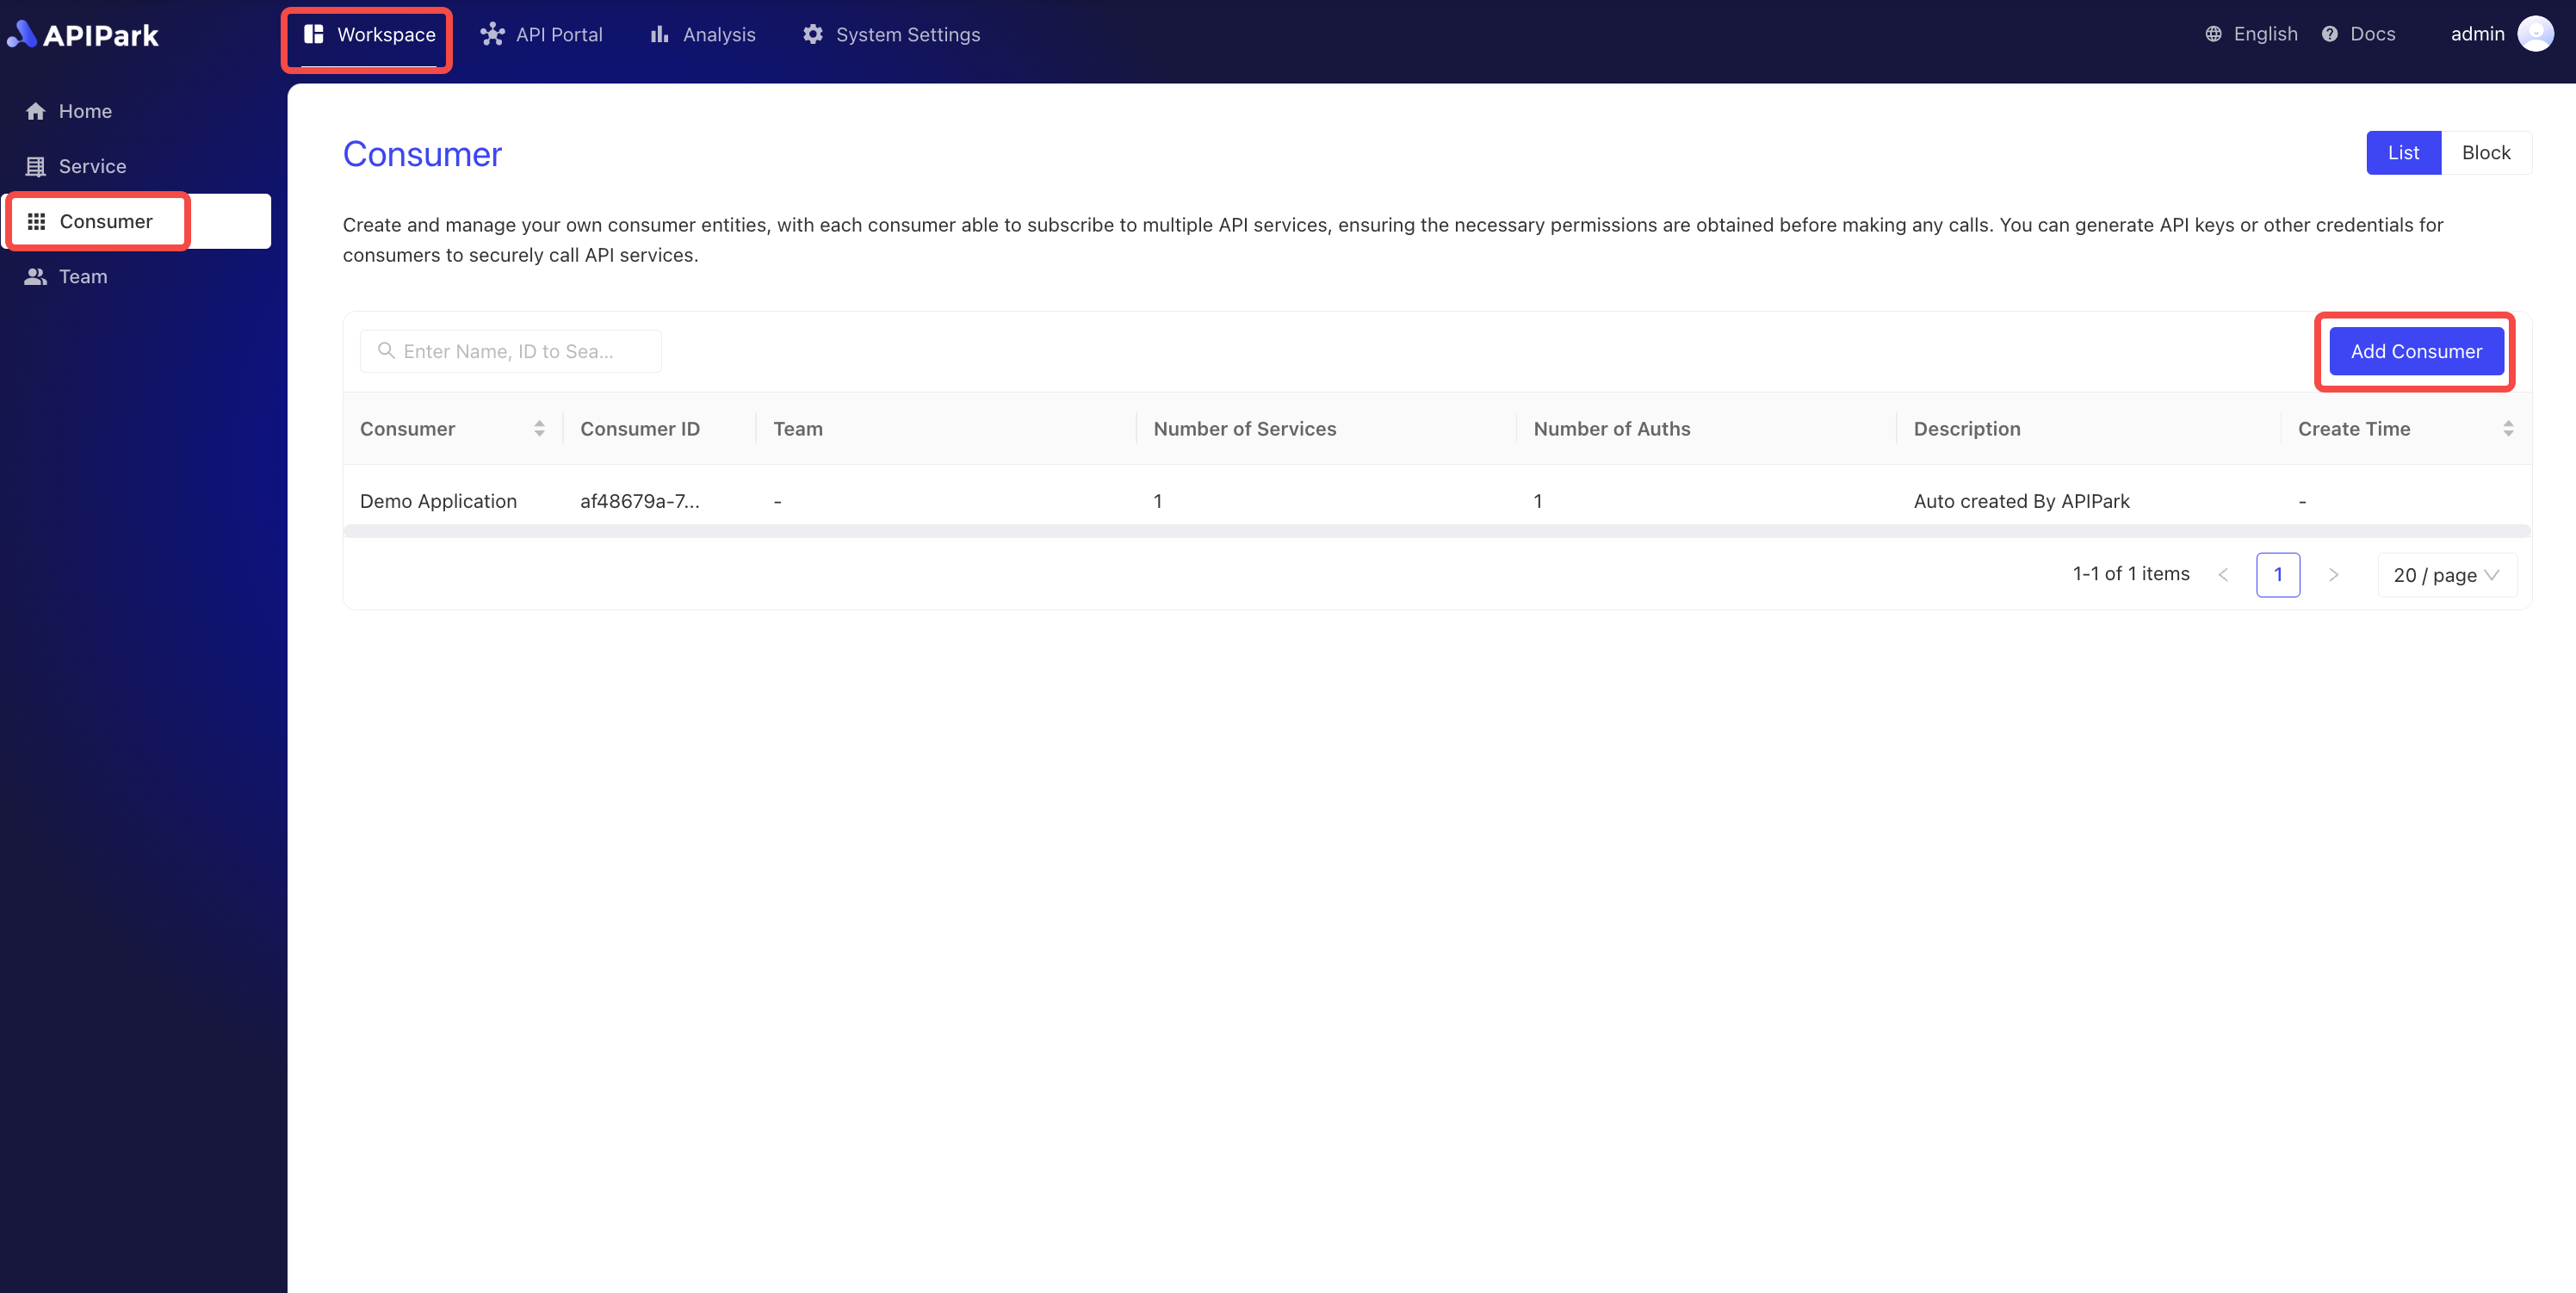 APIPark
Workspace
API Portal
Analysis
System Settings
English
Docs
admin
Home
Service
Consumer
Team
Consumer
List
Block
Create and manage your own consumer entities, with each consumer able to subscribe to multiple API services, ensuring the necessary permissions are obtained before making any calls. You can generate API keys or other credentials for
consumers to securely call API services.
Enter Name, ID to Sea...
Add Consumer
Consumer Consumer ID Team Number of Services Number of Auths Description Create Time
Demo Application af48679a-7... - 1 1 Auto created By APIPark -
1-1 of 1 items < 1 > 20 / page